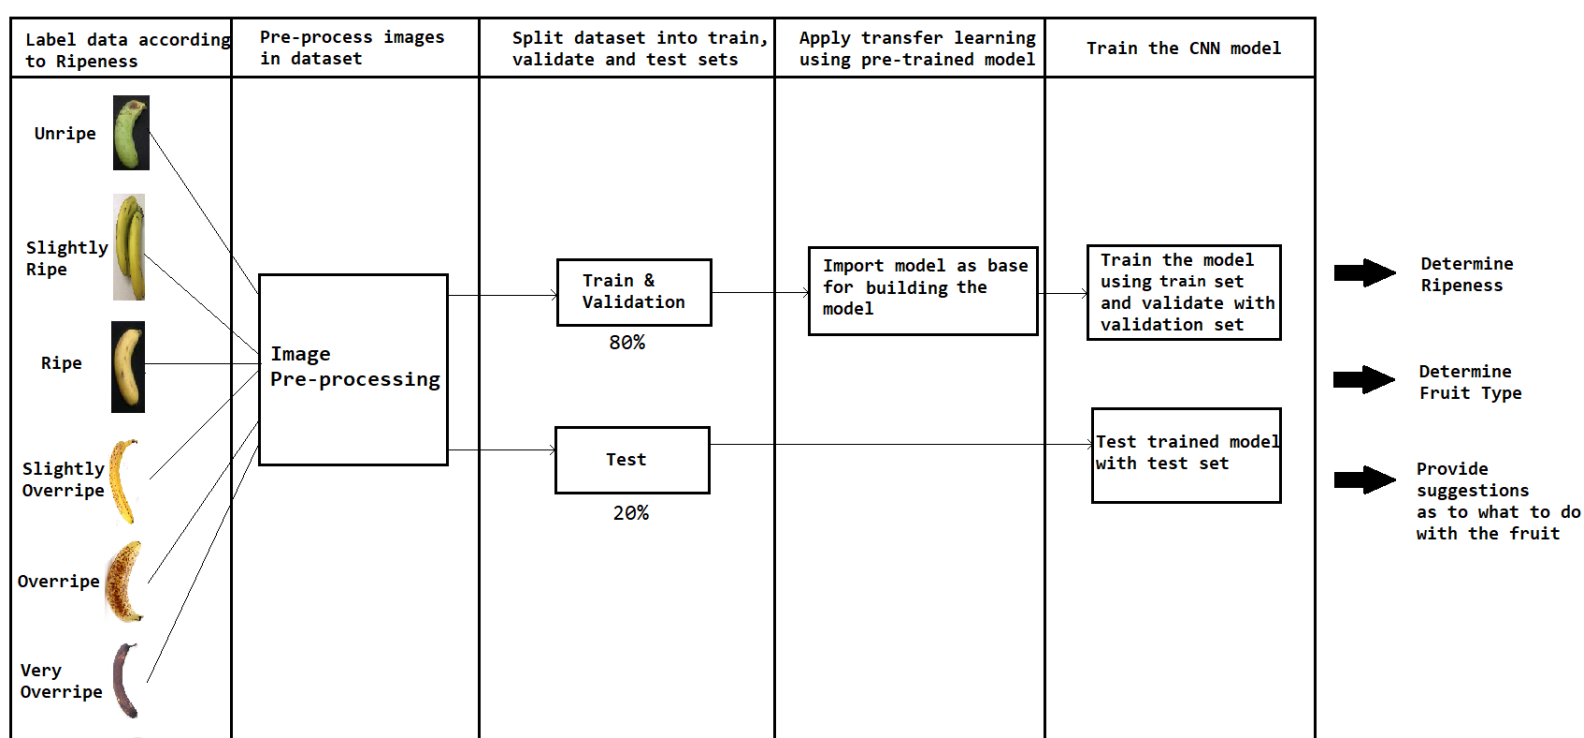 Label data according
to Ripeness
Pre-process images
in dataset
Split dataset into train,
validate and test sets
Apply transfer learning
using pre-trained model
Train the CNN model
Unripe
Slightly
Ripe
Ripe
Slightly
Overripe
Overripe
Very
Overripe
Image
Pre-processing
Train &
Validation
80%
Test
20%
Import model as base
for building the
model
Train the model
using train set
and validate with
validation set
Test trained model
with test set
Determine
Ripeness
Determine
Fruit Type
Provide
suggestions
as to what to do
with the fruit